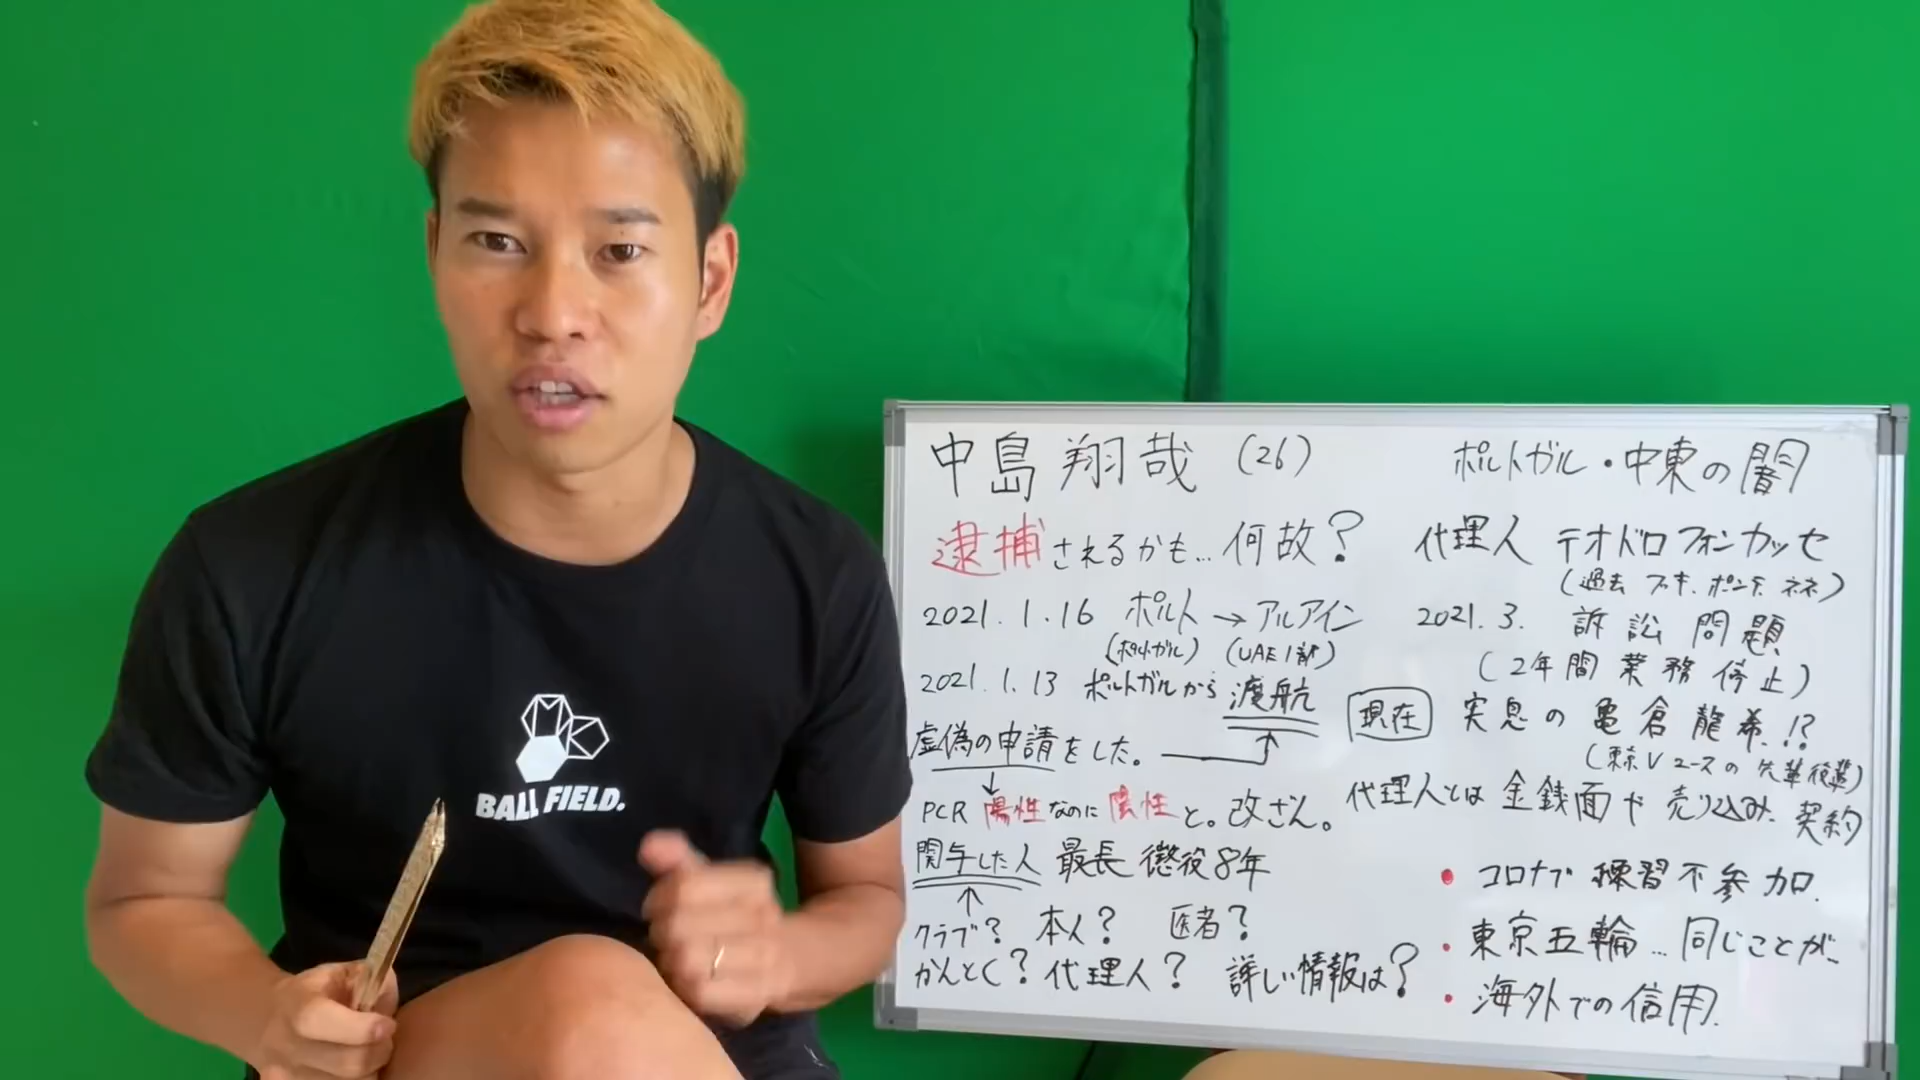 BALL FIELD.
中島翔哉 (26)
逮捕されるかも…何故?
2021.1.16 ポルト→アルアイン
(ポルトガル) (UAE1部)
2021.1.13 ポルトガルから渡航
虚偽の申請をした。
PCR 陽性なのに陰性と。改ざん。
関与した人 最長 懲役8年
クラブ? 本人? 医者?
かんとく? 代理人? 詳しい情報は?
ポルトガル・中東の闇
代理人 テオドロフォンカッセ
(過去 フッキ、ポンテ、ネネ)
2021.3. 訴訟問題
(2年間業務停止)
現在 実息の亀倉龍希!?
(東京Vユースの先輩後輩)
代理人とは金銭面や売り込み、契約
・コロナで練習不参加.
・東京五輪…同じことが、
・海外での信用.